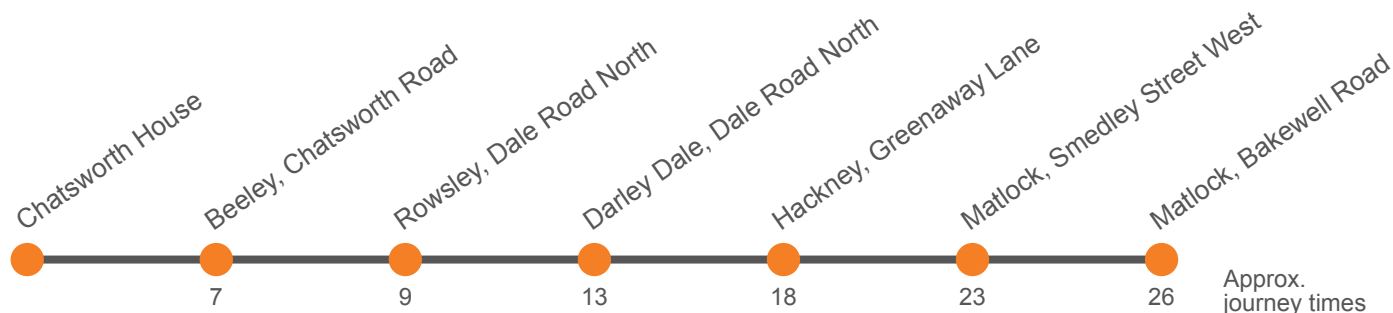 Chatsworth House
Beeley, Chatsworth Road
Rowsley, Dale Road North
Darley Dale, Dale Road North
Hackney, Greenaway Lane
Matlock, Smedley Street West
Matlock, Bakewell Road
7
9
13
18
23
26
Approx.
journey times